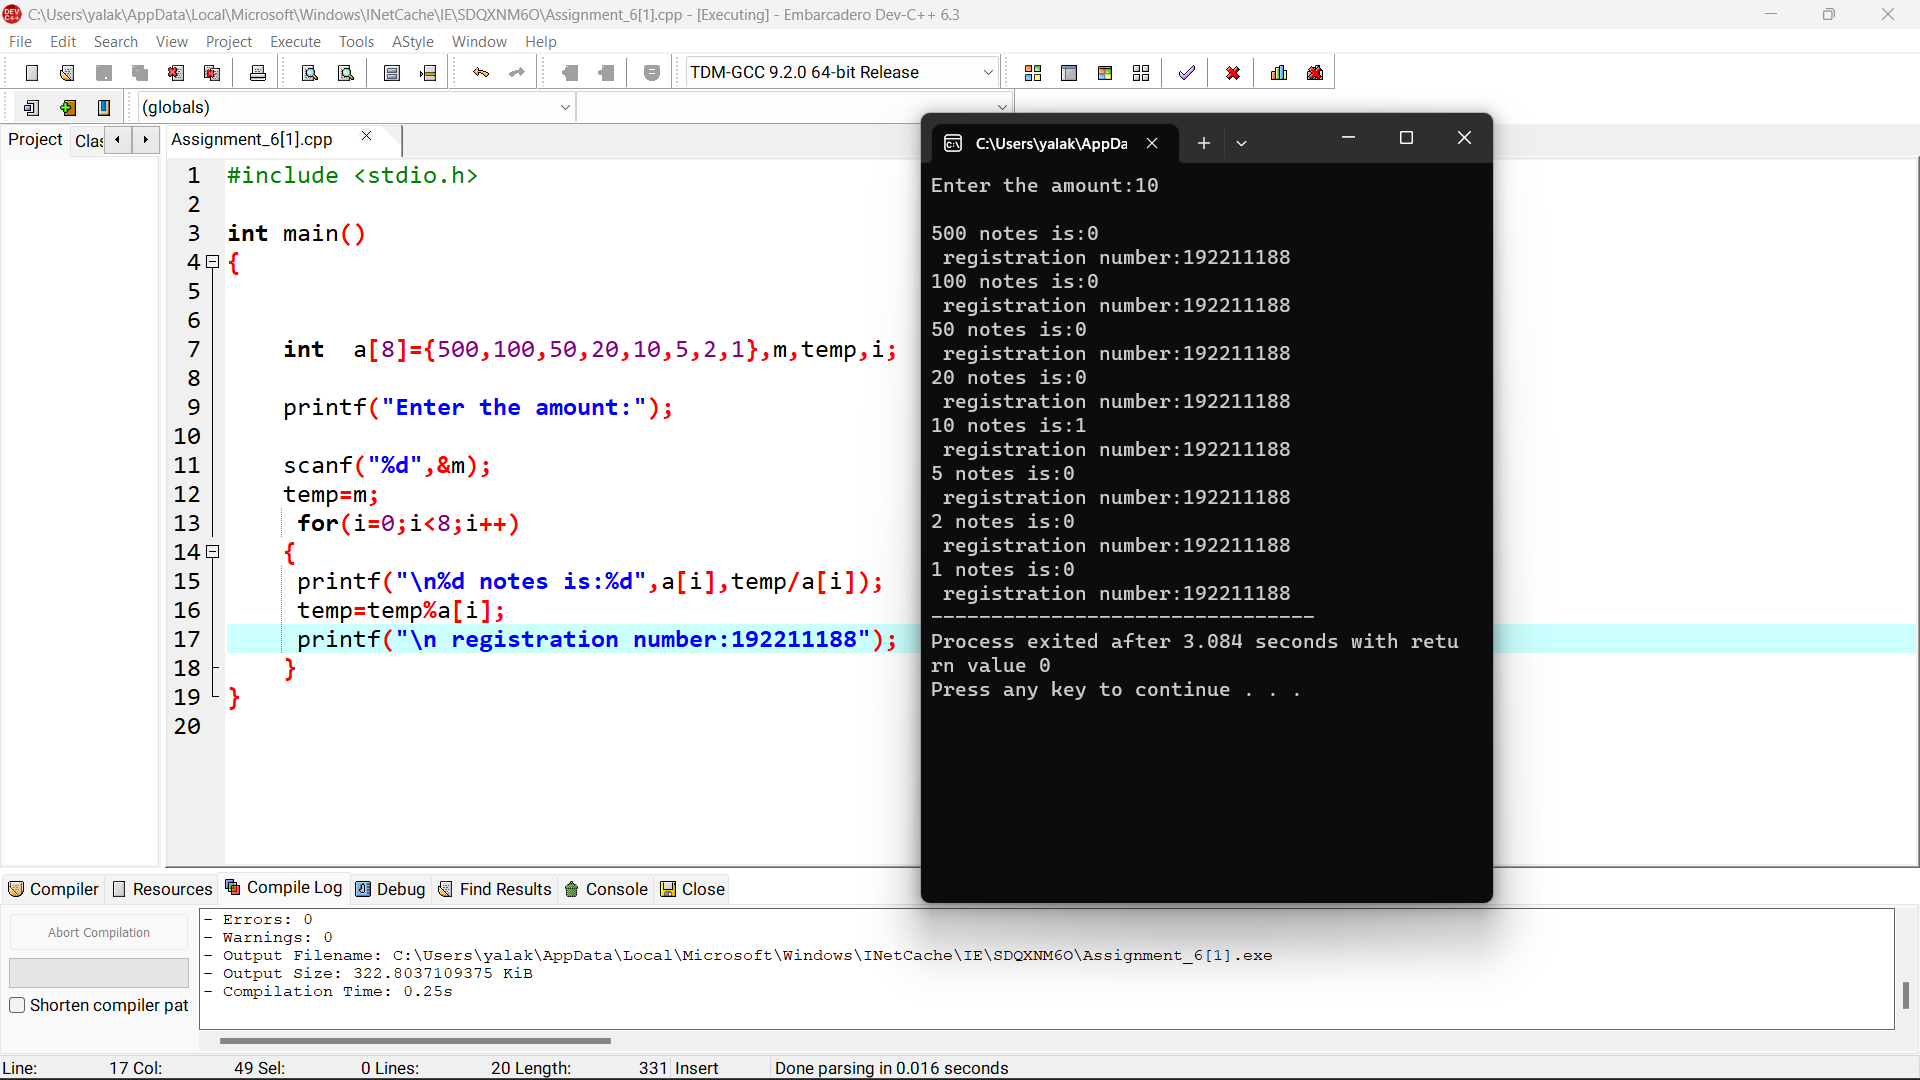 C:\Users\yalak\AppData\Local\Microsoft\Windows\INetCache\IE\SDQXNM6O\Assignment_6[1].cpp - [Executing] - Embarcadero Dev-C++ 6.3
File Edit Search View Project Execute Tools AStyle Window Help
TDM-GCC 9.2.0 64-bit Release
(globals)
Project Clas Assignment_6[1].cpp
1 #include <stdio.h>
2
3 int main()
4 {
5
6
7 int  a[8]={500,100,50,20,10,5,2,1},m,temp,i;
8
9 printf("Enter the amount:");
10
11 scanf("%d",&m);
12 temp=m;
13 for(i=0;i<8;i++)
14 {
15 printf("\n%d notes is:%d",a[i],temp/a[i]);
16 temp=temp%a[i];
17 printf("\n registration number:192211188");
18 }
19 }
20
C:\Users\yalak\AppDa
Enter the amount:10
500 notes is:0
registration number:192211188
100 notes is:0
registration number:192211188
50 notes is:0
registration number:192211188
20 notes is:0
registration number:192211188
10 notes is:1
registration number:192211188
5 notes is:0
registration number:192211188
2 notes is:0
registration number:192211188
1 notes is:0
registration number:192211188
--------------------------------
Process exited after 3.084 seconds with retu
rn value 0
Press any key to continue . . .
Compiler Resources Compile Log Debug Find Results Console Close
Abort Compilation
Shorten compiler pat
- Errors: 0
- Warnings: 0
- Output Filename: C:\Users\yalak\AppData\Local\Microsoft\Windows\INetCache\IE\SDQXNM6O\Assignment_6[1].exe
- Output Size: 322.8037109375 KiB
- Compilation Time: 0.25s
Line: 17 Col: 49 Sel: 0 Lines: 20 Length: 331 Insert Done parsing in 0.016 seconds